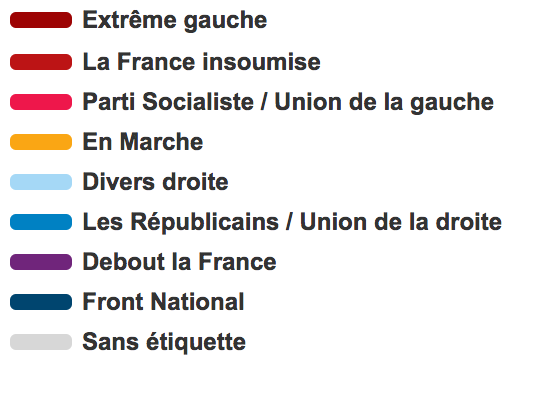 Extrême gauche
La France insoumise
Parti Socialiste / Union de la gauche
En Marche
Divers droite
Les Républicains / Union de la droite
Debout la France
Front National
Sans étiquette